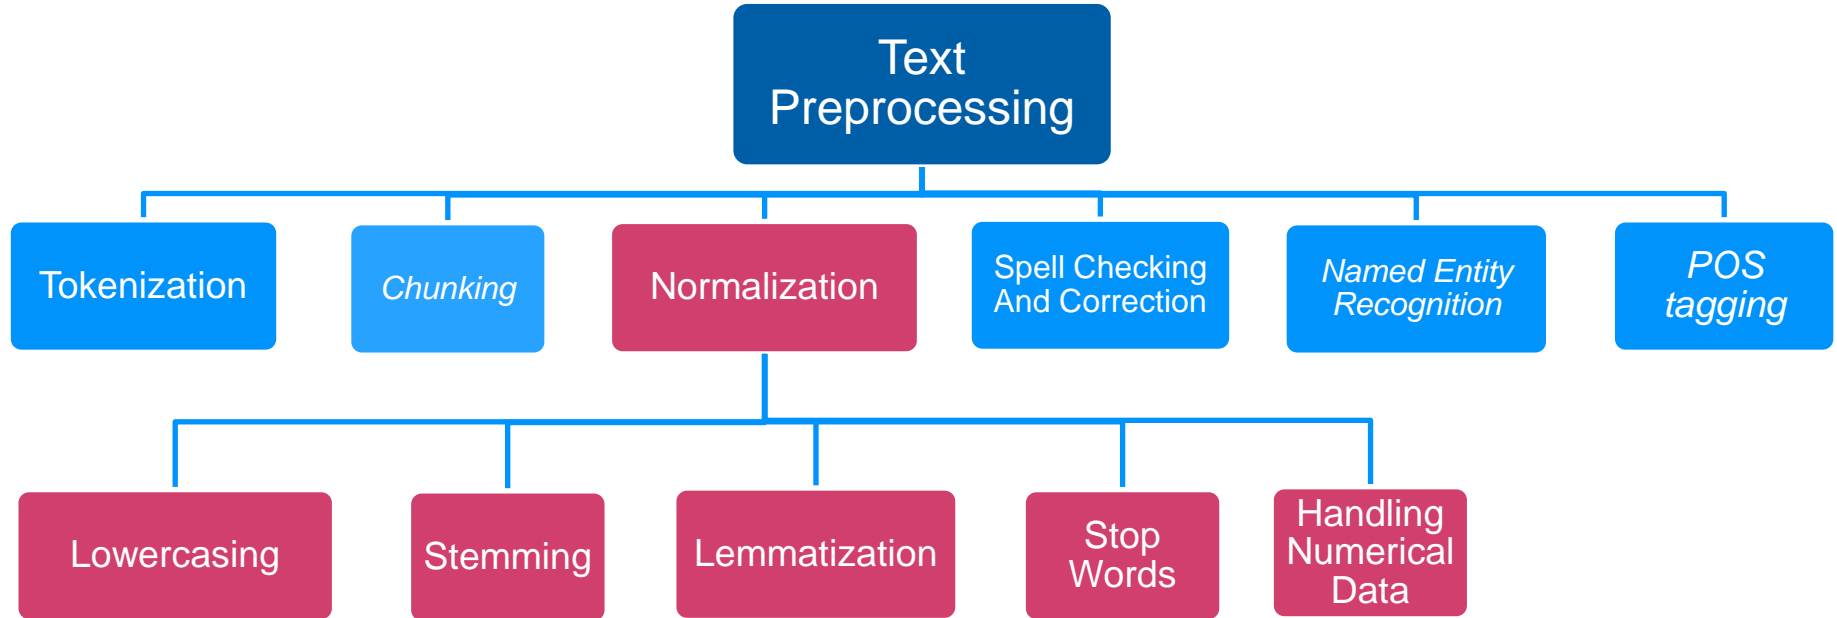 Text
Preprocessing
Tokenization
Chunking
Normalization
Spell Checking
And Correction
Named Entity
Recognition
POS
tagging
Lowercasing
Stemming
Lemmatization
Stop
Words
Handling
Numerical
Data